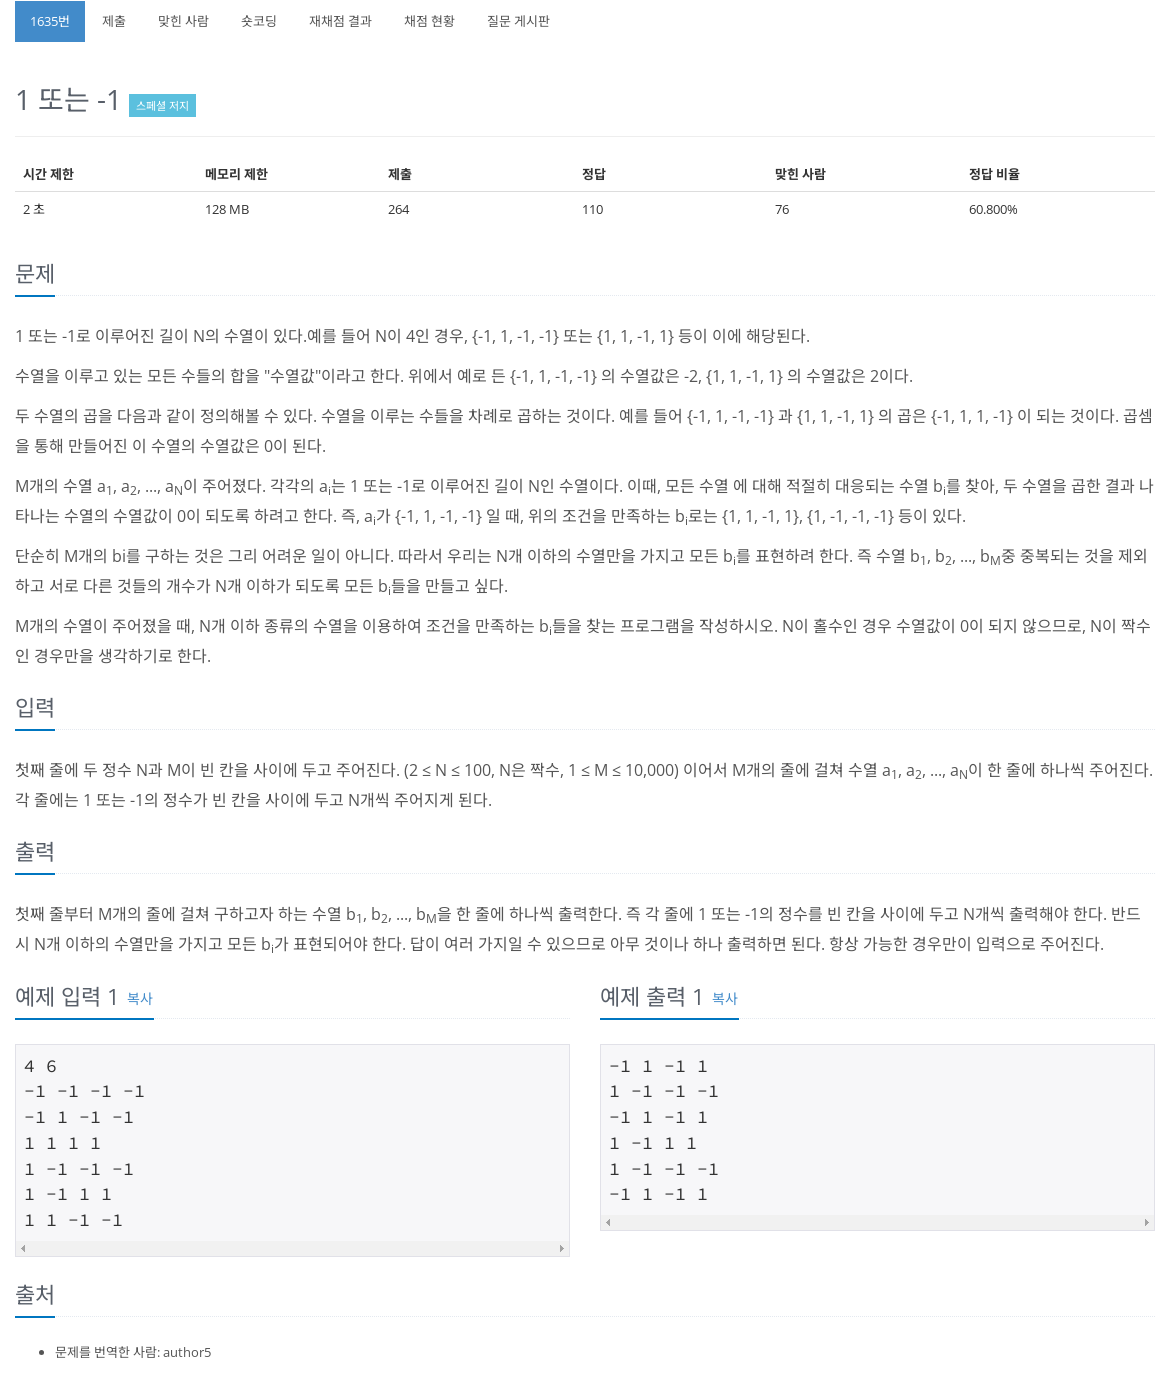 1635번 제출 맞힌 사람 숏코딩 재채점 결과 채점 현황 질문 게시판
1 또는 -1 스페셜 저지
시간 제한 메모리 제한 제출 정답 맞힌 사람 정답 비율
2 초 128 MB 264 110 76 60.800%
문제
1 또는 -1로 이루어진 길이 N의 수열이 있다.예를 들어 N이 4인 경우, {-1, 1, -1, -1} 또는 {1, 1, -1, 1} 등이 이에 해당된다.
수열을 이루고 있는 모든 수들의 합을 "수열값"이라고 한다. 위에서 예로 든 {-1, 1, -1, -1} 의 수열값은 -2, {1, 1, -1, 1} 의 수열값은 2이다.
두 수열의 곱을 다음과 같이 정의해볼 수 있다. 수열을 이루는 수들을 차례로 곱하는 것이다. 예를 들어 {-1, 1, -1, -1} 과 {1, 1, -1, 1} 의 곱은 {-1, 1, 1, -1} 이 되는 것이다. 곱셈
을 통해 만들어진 이 수열의 수열값은 0이 된다.
M개의 수열 a1, a2, ..., aN이 주어졌다. 각각의 ai는 1 또는 -1로 이루어진 길이 N인 수열이다. 이때, 모든 수열 에 대해 적절히 대응되는 수열 bi를 찾아, 두 수열을 곱한 결과 나
타나는 수열의 수열값이 0이 되도록 하려고 한다. 즉, ai가 {-1, 1, -1, -1} 일 때, 위의 조건을 만족하는 bi로는 {1, 1, -1, 1}, {1, -1, -1, -1} 등이 있다.
단순히 M개의 bi를 구하는 것은 그리 어려운 일이 아니다. 따라서 우리는 N개 이하의 수열만을 가지고 모든 bi를 표현하려 한다. 즉 수열 b1, b2, ..., bM중 중복되는 것을 제외
하고 서로 다른 것들의 개수가 N개 이하가 되도록 모든 bi들을 만들고 싶다.
M개의 수열이 주어졌을 때, N개 이하 종류의 수열을 이용하여 조건을 만족하는 bi들을 찾는 프로그램을 작성하시오. N이 홀수인 경우 수열값이 0이 되지 않으므로, N이 짝수
인 경우만을 생각하기로 한다.
입력
첫째 줄에 두 정수 N과 M이 빈 칸을 사이에 두고 주어진다. (2 ≤ N ≤ 100, N은 짝수, 1 ≤ M ≤ 10,000) 이어서 M개의 줄에 걸쳐 수열 a1, a2, ..., aN이 한 줄에 하나씩 주어진다.
각 줄에는 1 또는 -1의 정수가 빈 칸을 사이에 두고 N개씩 주어지게 된다.
출력
첫째 줄부터 M개의 줄에 걸쳐 구하고자 하는 수열 b1, b2, ..., bM을 한 줄에 하나씩 출력한다. 즉 각 줄에 1 또는 -1의 정수를 빈 칸을 사이에 두고 N개씩 출력해야 한다. 반드
시 N개 이하의 수열만을 가지고 모든 bi가 표현되어야 한다. 답이 여러 가지일 수 있으므로 아무 것이나 하나 출력하면 된다. 항상 가능한 경우만이 입력으로 주어진다.
예제 입력 1 복사
4 6
-1 -1 -1 -1
-1 1 -1 -1
1 1 1 1
1 -1 -1 -1
1 -1 1 1
1 1 -1 -1
예제 출력 1 복사
-1 1 -1 1
1 -1 -1 -1
-1 1 -1 1
1 -1 1 1
1 -1 -1 -1
-1 1 -1 1
출처
문제를 번역한 사람: author5